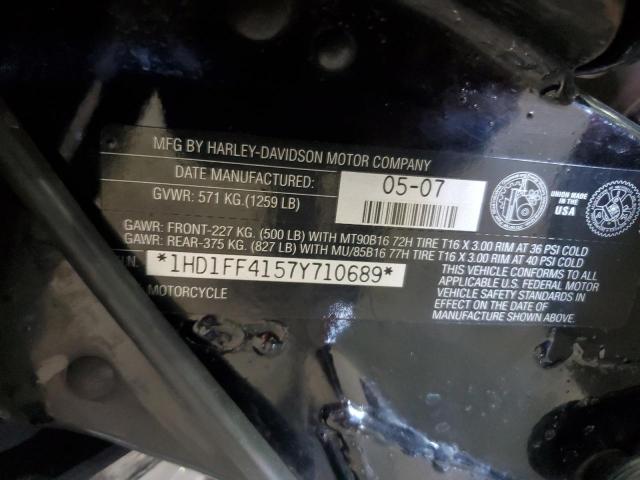 MFG BY HARLEY-DAVIDSON MOTOR COMPANY
DATE MANUFACTURED: 05-07
GVWR: 571 KG.(1259 LB)
UNION MADE IN THE USA
GAWR: FRONT-227 KG. (500 LB) WITH MT90B16 72H TIRE T16 X 3.00 RIM AT 36 PSI COLD
GAWR: REAR-375 KG. (827 LB) WITH MU/85B16 77H TIRE T16 X 3.00 RIM AT 40 PSI COLD
*1HD1FF4157Y710689*
MOTORCYCLE
THIS VEHICLE CONFORMS TO ALL
APPLICABLE U.S. FEDERAL MOTOR
VEHICLE SAFETY STANDARDS IN
EFFECT ON THE DATE OF
MANUFACTURE SHOWN ABOVE.